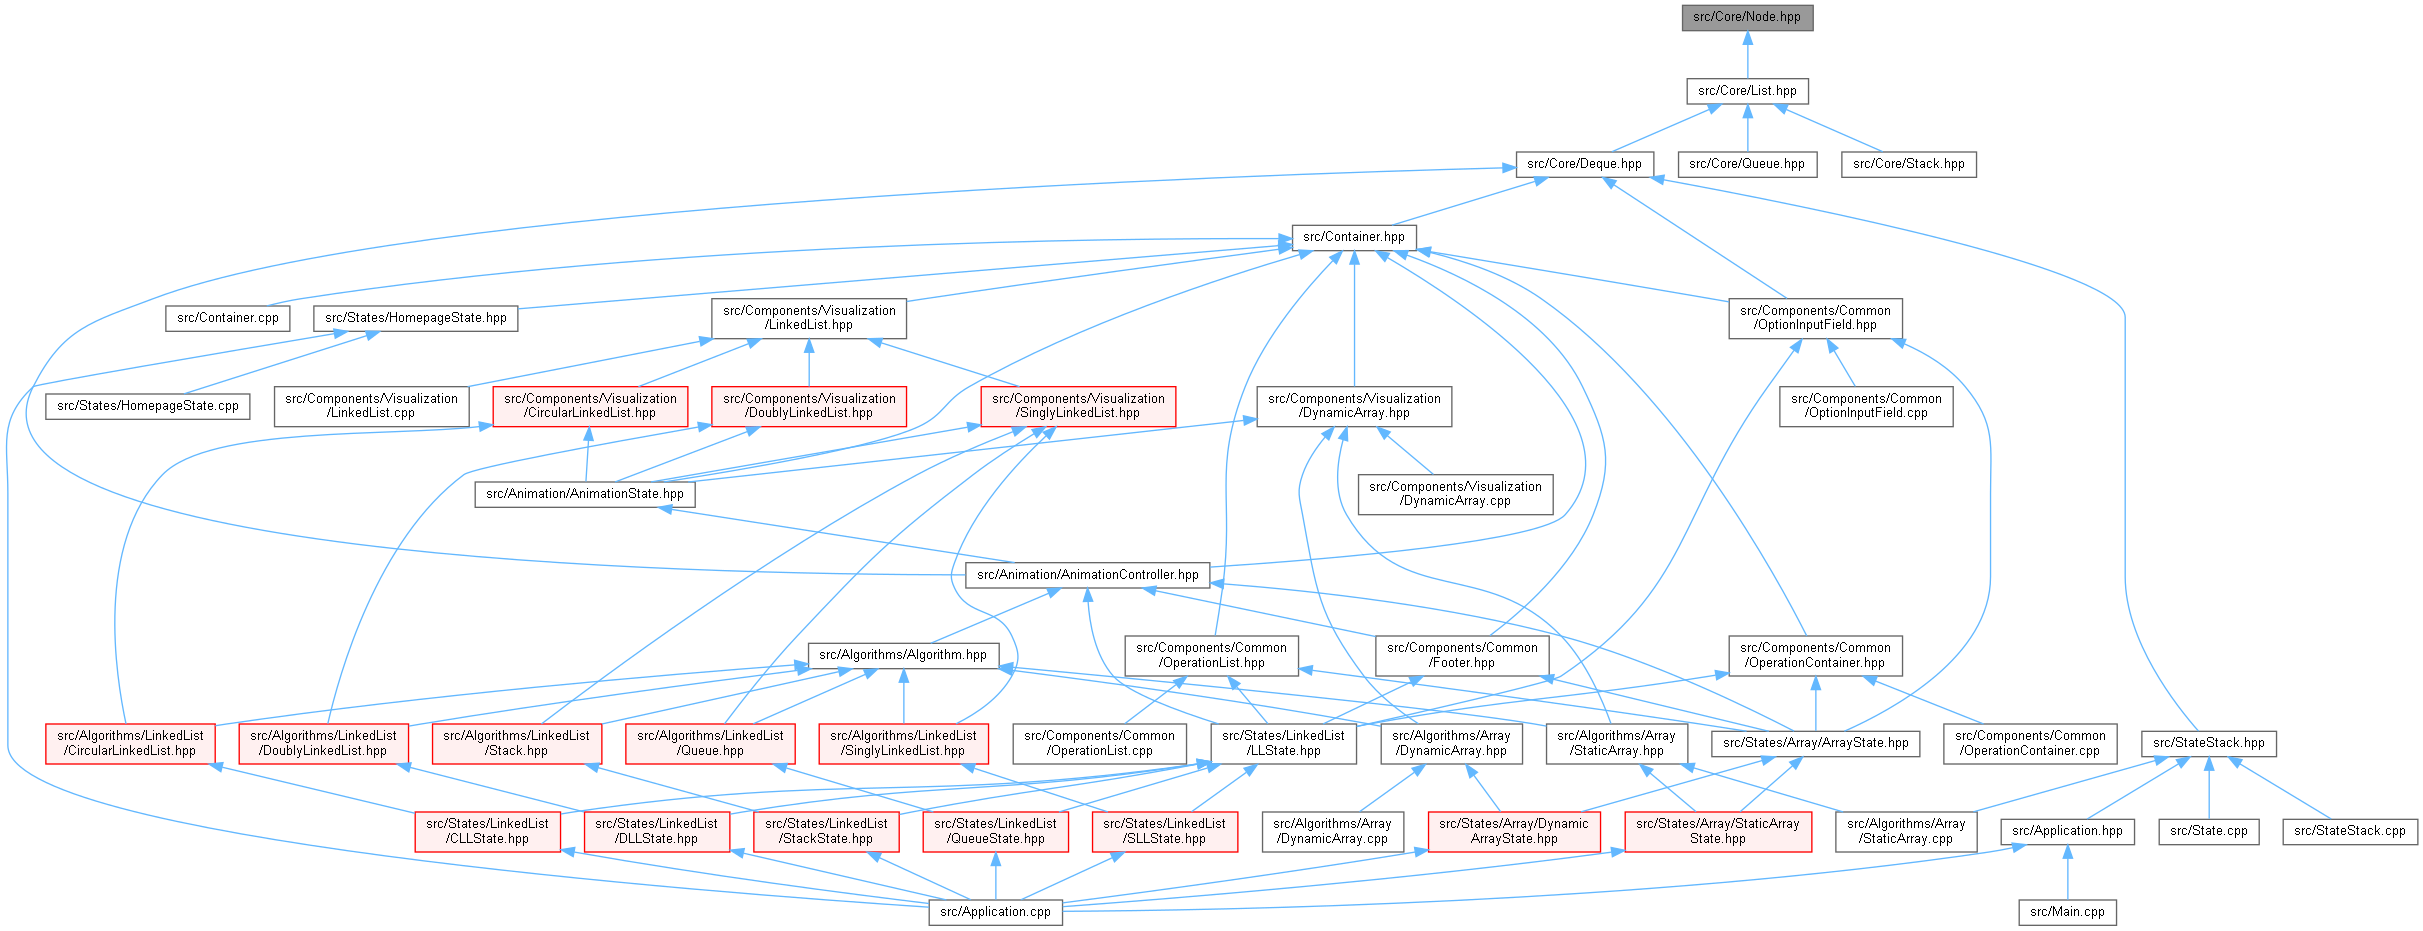 src/Core/Node.hpp
src/Core/List.hpp
src/Core/Deque.hpp
src/Core/Queue.hpp
src/Core/Stack.hpp
src/Container.hpp
src/Container.cpp
src/States/HomepageState.hpp
src/Components/Visualization
/LinkedList.hpp
src/Components/Common
/OptionInputField.hpp
src/States/HomepageState.cpp
src/Components/Visualization
/LinkedList.cpp
src/Components/Visualization
/CircularLinkedList.hpp
src/Components/Visualization
/DoublyLinkedList.hpp
src/Components/Visualization
/SinglyLinkedList.hpp
src/Components/Visualization
/DynamicArray.hpp
src/Components/Common
/OptionInputField.cpp
src/Animation/AnimationState.hpp
src/Components/Visualization
/DynamicArray.cpp
src/Animation/AnimationController.hpp
src/Algorithms/Algorithm.hpp
src/Components/Common
/OperationList.hpp
src/Components/Common
/Footer.hpp
src/Components/Common
/OperationContainer.hpp
src/Algorithms/LinkedList
/CircularLinkedList.hpp
src/Algorithms/LinkedList
/DoublyLinkedList.hpp
src/Algorithms/LinkedList
/Stack.hpp
src/Algorithms/LinkedList
/Queue.hpp
src/Algorithms/LinkedList
/SinglyLinkedList.hpp
src/Components/Common
/OperationList.cpp
src/States/LinkedList
/LLState.hpp
src/Algorithms/Array
/DynamicArray.hpp
src/Algorithms/Array
/StaticArray.hpp
src/States/Array/ArrayState.hpp
src/Components/Common
/OperationContainer.cpp
src/StateStack.hpp
src/States/LinkedList
/CLLState.hpp
src/States/LinkedList
/DLLState.hpp
src/States/LinkedList
/StackState.hpp
src/States/LinkedList
/QueueState.hpp
src/States/LinkedList
/SLLState.hpp
src/Algorithms/Array
/DynamicArray.cpp
src/States/Array/Dynamic
ArrayState.hpp
src/States/Array/StaticArray
State.hpp
src/Algorithms/Array
/StaticArray.cpp
src/Application.hpp
src/State.cpp
src/StateStack.cpp
src/Application.cpp
src/Main.cpp